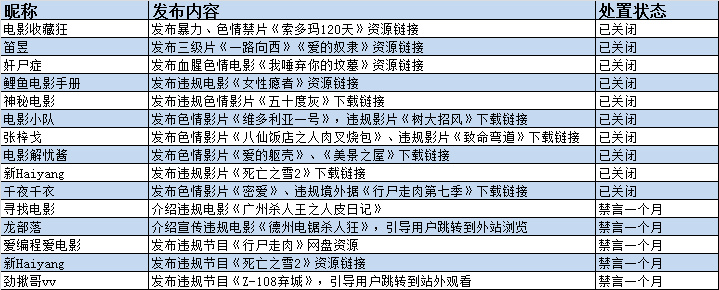 昵称 发布内容 处置状态
电影收藏狂 发布暴力、色情禁片《索多玛120天》资源链接 已关闭
笛昱 发布三级片《一路向西》《爱的奴隶》资源链接 已关闭
奸尸症 发布血腥色情电影《我唾弃你的坟墓》资源链接 已关闭
鲤鱼电影手册 发布违规电影《女性瘾者》资源链接 已关闭
神秘电影 发布违规色情影片《五十度灰》下载链接 已关闭
电影小队 发布色情影片《维多利亚一号》，违规影片《树大招风》下载链接 已关闭
张梓戈 发布色情影片《八仙饭店之人肉叉烧包》、违规影片《致命弯道》下载链接 已关闭
电影解忧酱 发布色情影片《爱的躯壳》、《美景之屋》下载链接 已关闭
新Haiyang 发布违规影片《死亡之雪2》下载链接 已关闭
千夜千衣 发布色情影片《密爱》、违规境外据《行尸走肉第七季》下载链接 已关闭
寻找电影 介绍违规电影《广州杀人王之人皮日记》 禁言一个月
龙部落 介绍宣传违规电影《德州电锯杀人狂》，引导用户跳转到外站浏览 禁言一个月
爱编程爱电影 发布违规节目《行尸走肉》网盘资源 禁言一个月
新Haiyang 发布违规节目《死亡之雪2》资源链接 禁言一个月
劲揪哥vv 发布违规节目《Z-108弃城》，引导用户跳转到站外观看 禁言一个月